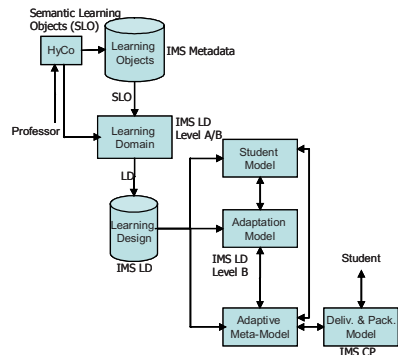 Semantic Learning
Objects (SLO)
HyCo
Learning
Objects
IMS Metadata
SLO
Professor
Learning
Domain
IMS LD
Level A/B
Student
Model
LD
Learning
Design
IMS LD
Adaptation
Model
IMS LD
Level B
Student
Adaptive
Meta-Model
Deliv. & Pack.
Model
IMS CP